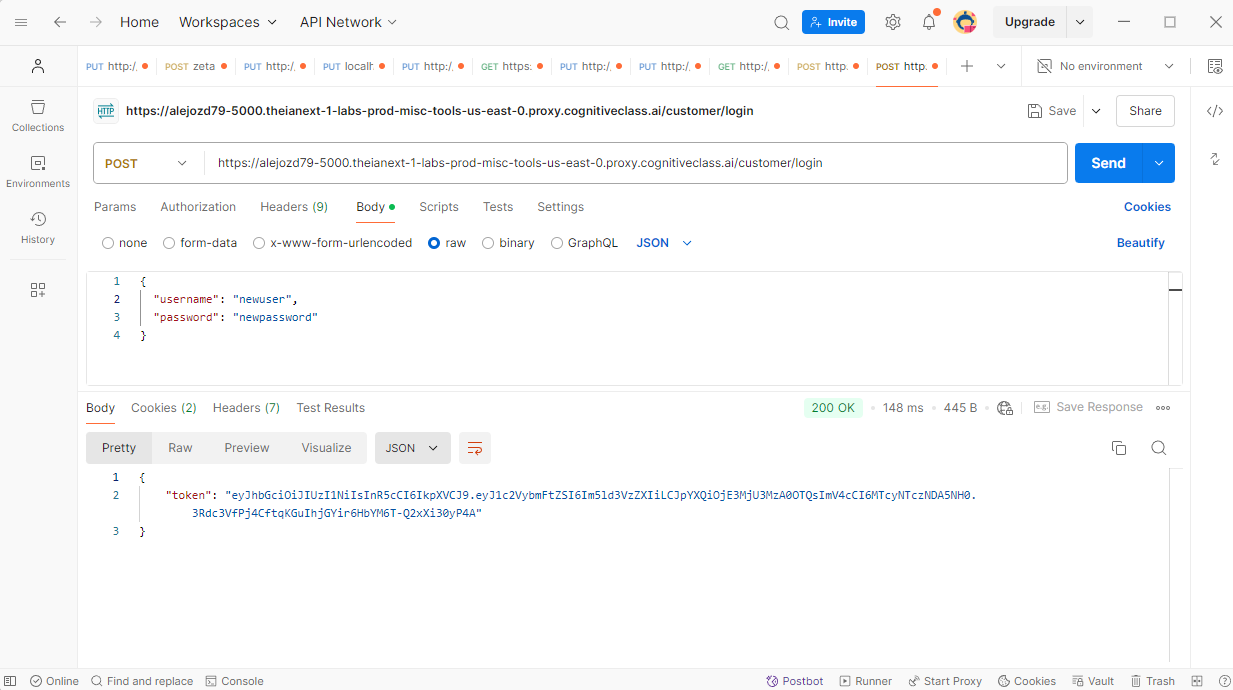 Home Workspaces API Network Invite Upgrade
PUT http:/, POST zeta PUT http:/, PUT localh PUT http:/, GET https: PUT http:/, PUT http:/, GET http:/, POST http. POST http. No environment
HTTP https://alejozd79-5000.theianext-1-labs-prod-misc-tools-us-east-0.proxy.cognitiveclass.ai/customer/login Save Share
Collections
Environments
History
POST https://alejozd79-5000.theianext-1-labs-prod-misc-tools-us-east-0.proxy.cognitiveclass.ai/customer/login Send
Params Authorization Headers (9) Body Scripts Tests Settings Cookies
none form-data x-www-form-urlencoded raw binary GraphQL JSON Beautify
1 {
2 "username": "newuser",
3 "password": "newpassword"
4 }
Body Cookies (2) Headers (7) Test Results 200 OK 148 ms 445 B e.g. Save Response
Pretty Raw Preview Visualize JSON
1 {
2 "token": "eyJhbGciOiJIUzI1NiIsInR5cCI6IkpXVCJ9.eyJ1c2VybmFtZSI6Im5ld3VzZXIiLCJpYXQiOjE3MjU3MzA0OTQsImV4cCI6MTcyNTczNDA5NH0.
3Rdc3VfPj4CftqKGuIhjGYir6HbYM6T-Q2xXi30yP4A"
3 }
Online Find and replace Console Postbot Runner Start Proxy Cookies Vault Trash